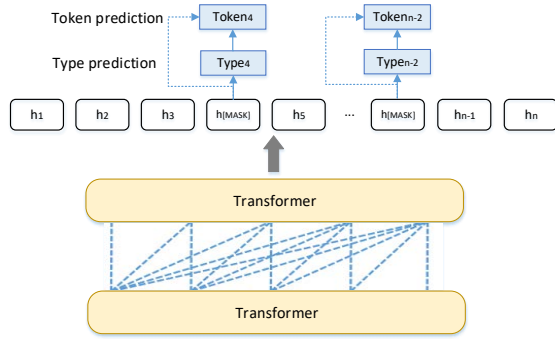 Token prediction Token4 Tokenn-2
Type prediction Type4 Typen-2
h1 h2 h3 h[MASK] h5 ... h[MASK] hn-1 hn
Transformer
Transformer